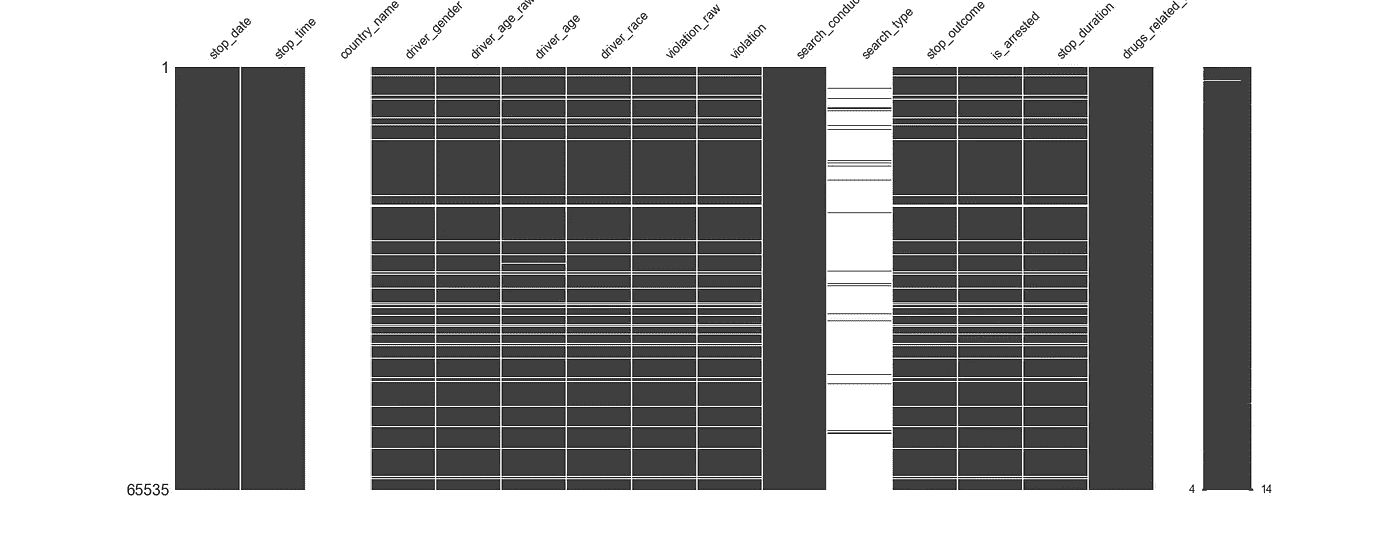 stop_date
stop_time
country_name
driver_gender
driver_age_raw
driver_age
driver_race
violation_raw
violation
search_conduc
search_type
stop_outcome
is_arrested
stop_duration
drugs_related_
1
65535
4
14